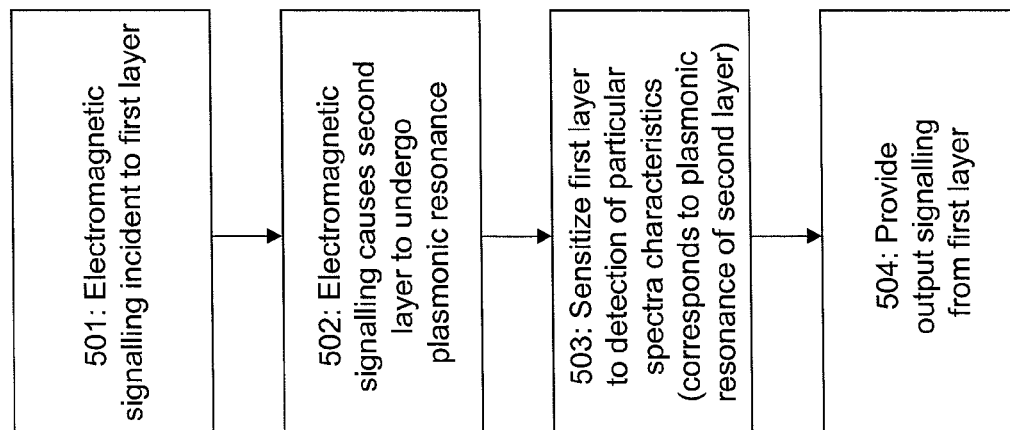 501: Electromagnetic
signalling incident to first layer
502: Electromagnetic
signalling causes second
layer to undergo
plasmonic resonance
503: Sensitize first layer
to detection of particular
spectra characteristics
(corresponds to plasmonic
resonance of second layer)
504: Provide
output signalling
from first layer